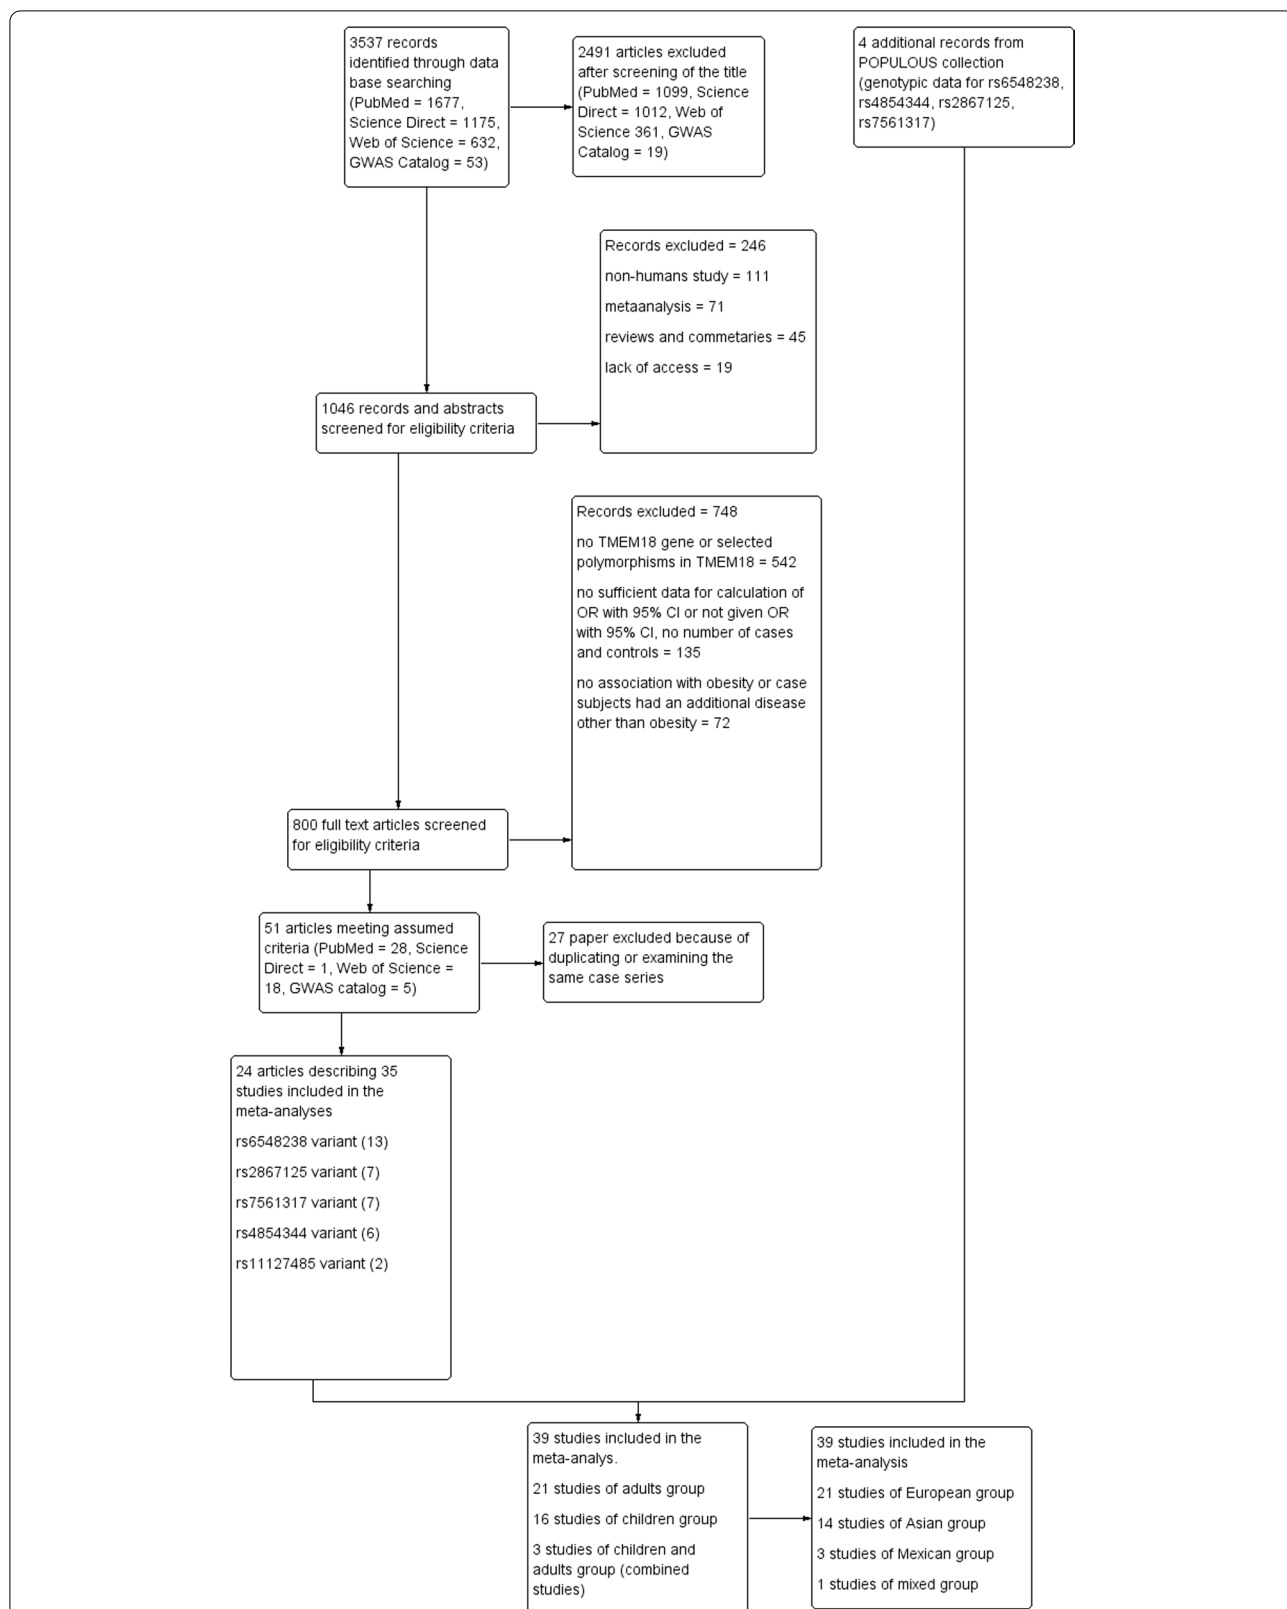 3537 records
identified through data
base searching
(PubMed = 1677,
Science Direct = 1175,
Web of Science = 632,
GWAS Catalog = 53)
2491 articles excluded
after screening of the title
(PubMed = 1099, Science
Direct = 1012, Web of
Science 361, GWAS
Catalog = 19)
4 additional records from
POPULOUS collection
(genotypic data for rs6548238,
rs4854344, rs2867125,
rs7561317)
Records excluded = 246
non-humans study = 111
metaanalysis = 71
reviews and commetaries = 45
lack of access = 19
1046 records and abstracts
screened for eligibility criteria
Records excluded = 748
no TMEM18 gene or selected
polymorphisms in TMEM18 = 542
no sufficient data for calculation of
OR with 95% CI or not given OR
with 95% CI, no number of cases
and controls = 135
no association with obesity or case
subjects had an additional disease
other than obesity = 72
800 full text articles screened
for eligibility criteria
51 articles meeting assumed
criteria (PubMed = 28, Science
Direct = 1, Web of Science =
18, GWAS catalog = 5)
27 paper excluded because of
duplicating or examining the
same case series
24 articles describing 35
studies included in the
meta-analyses
rs6548238 variant (13)
rs2867125 variant (7)
rs7561317 variant (7)
rs4854344 variant (6)
rs11127485 variant (2)
39 studies included in the
meta-analys.
21 studies of adults group
16 studies of children group
3 studies of children and
adults group (combined
studies)
39 studies included in the
meta-analysis
21 studies of European group
14 studies of Asian group
3 studies of Mexican group
1 studies of mixed group